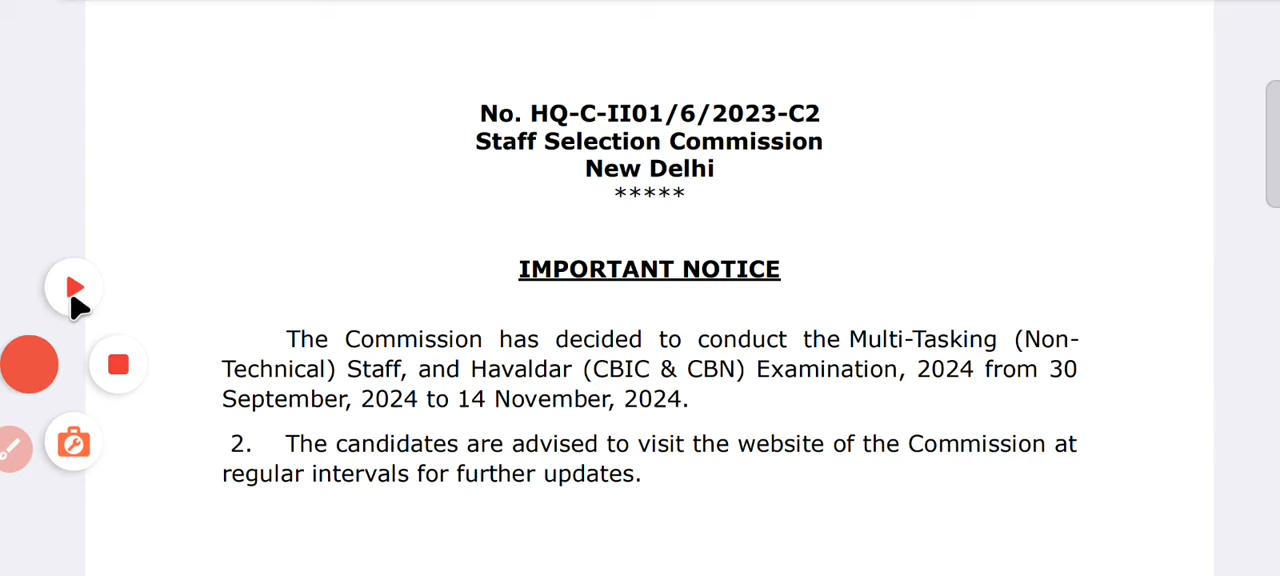 No. HQ-C-II01/6/2023-C2
Staff Selection Commission
New Delhi
*****
IMPORTANT NOTICE
The Commission has decided to conduct the Multi-Tasking (Non-
Technical) Staff, and Havaldar (CBIC & CBN) Examination, 2024 from 30
September, 2024 to 14 November, 2024.
2. The candidates are advised to visit the website of the Commission at
regular intervals for further updates.